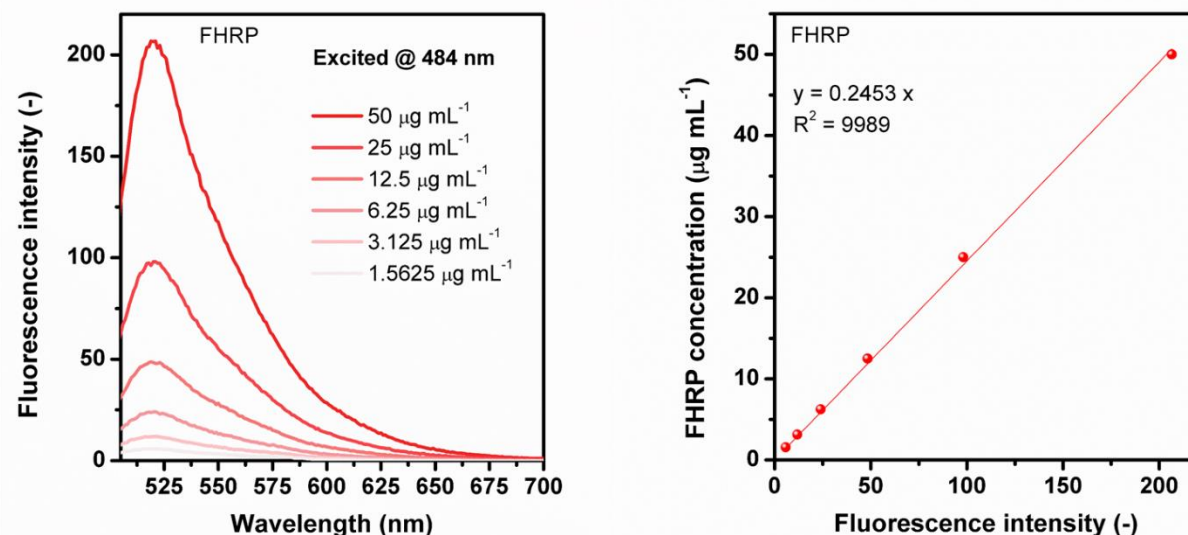 FHRP
Excited @ 484 nm
50 μg mL⁻¹
25 μg mL⁻¹
12.5 μg mL⁻¹
6.25 μg mL⁻¹
3.125 μg mL⁻¹
1.5625 μg mL⁻¹
Fluorescencce intensity (-)
200
150
100
50
0
525 550 575 600 625 650 675 700
Wavelength (nm)
FHRP
y = 0.2453 x
R² = 9989
FHRP concentration (μg mL⁻¹)
50
40
30
20
10
0
0 50 100 150 200
Fluorescence intensity (-)